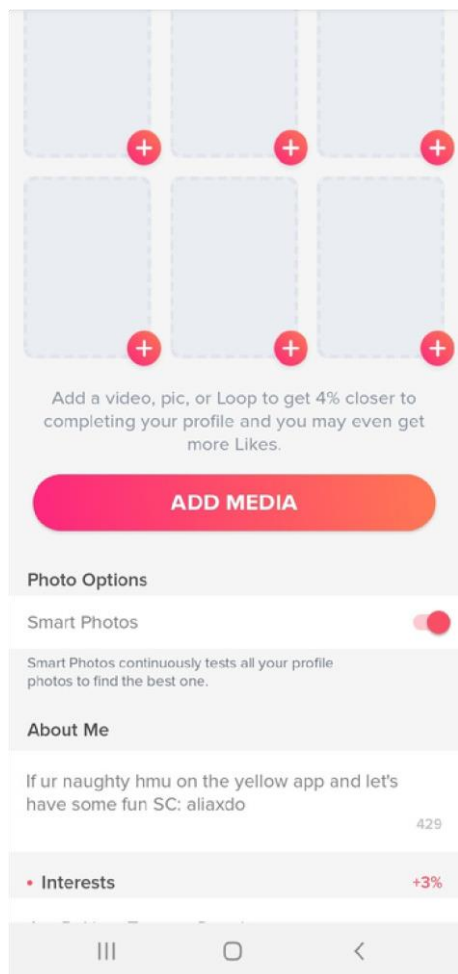 Add a video, pic, or Loop to get 4% closer to
completing your profile and you may even get
more Likes.
ADD MEDIA
Photo Options
Smart Photos
Smart Photos continuously tests all your profile
photos to find the best one.
About Me
If ur naughty hmu on the yellow app and let's
have some fun SC: aliaxdo
429
• Interests +3%